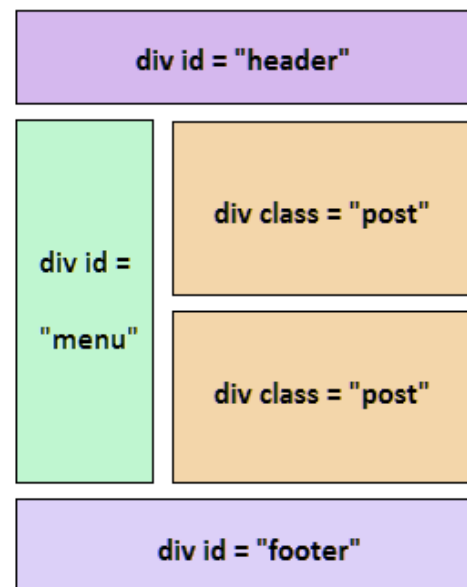 div id = "header"
div id =
"menu"
div class = "post"
div class = "post"
div id = "footer"